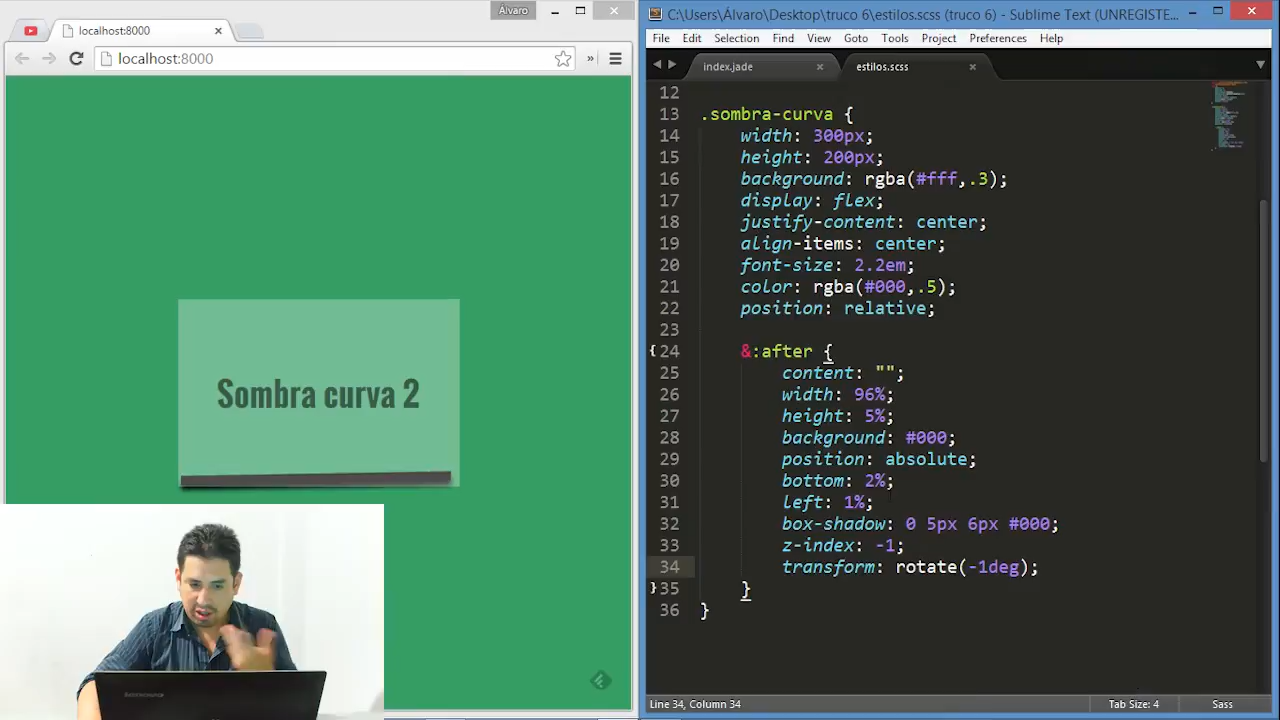 Álvaro
localhost:8000
localhost:8000
»
Sombra curva 2
C:\Users\Álvaro\Desktop\truco 6\estilos.scss (truco 6) - Sublime Text (UNREGISTE...
File Edit Selection Find View Goto Tools Project Preferences Help
index.jade estilos.scss
12
13 .sombra-curva {
14 width: 300px;
15 height: 200px;
16 background: rgba(#fff,.3);
17 display: flex;
18 justify-content: center;
19 align-items: center;
20 font-size: 2.2em;
21 color: rgba(#000,.5);
22 position: relative;
23
24 &:after {
25 content: "";
26 width: 96%;
27 height: 5%;
28 background: #000;
29 position: absolute;
30 bottom: 2%;
31 left: 1%;
32 box-shadow: 0 5px 6px #000;
33 z-index: -1;
34 transform: rotate(-1deg);
35 }
36 }
Line 34, Column 34 Tab Size: 4 Sass